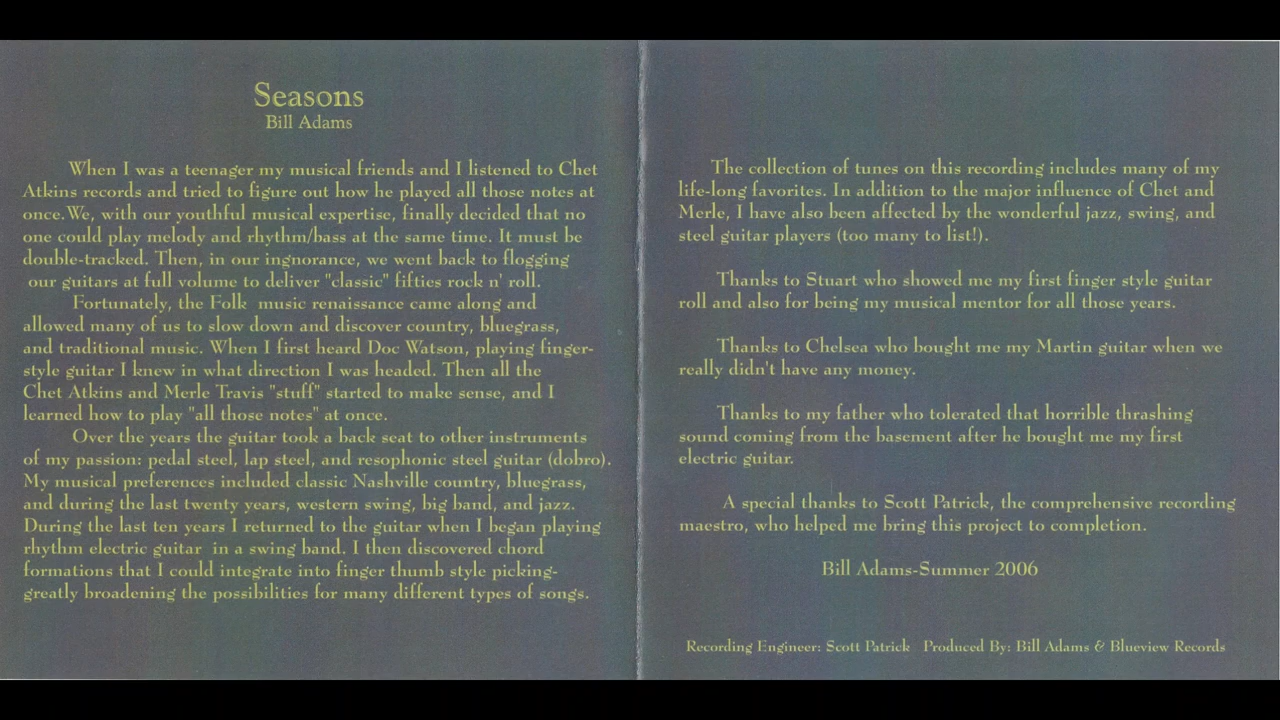 Seasons
Bill Adams
When I was a teenager my musical friends and I listened to Chet
Atkins records and tried to figure out how he played all those notes at
once.We, with our youthful musical expertise, finally decided that no
one could play melody and rhythm/bass at the same time. It must be
double-tracked. Then, in our ingnorance, we went back to flogging
our guitars at full volume to deliver "classic" fifties rock n' roll.
Fortunately, the Folk music renaissance came along and
allowed many of us to slow down and discover country, bluegrass,
and traditional music. When I first heard Doc Watson, playing finger-
style guitar I knew in what direction I was headed. Then all the
Chet Atkins and Merle Travis "stuff" started to make sense, and I
learned how to play "all those notes" at once.
Over the years the guitar took a back seat to other instruments
of my passion: pedal steel, lap steel, and resophonic steel guitar (dobro).
My musical preferences included classic Nashville country, bluegrass,
and during the last twenty years, western swing, big band, and jazz.
During the last ten years I returned to the guitar when I began playing
rhythm electric guitar in a swing band. I then discovered chord
formations that I could integrate into finger thumb style picking-
greatly broadening the possibilities for many different types of songs.
The collection of tunes on this recording includes many of my
life-long favorites. In addition to the major influence of Chet and
Merle, I have also been affected by the wonderful jazz, swing, and
steel guitar players (too many to list!).
Thanks to Stuart who showed me my first finger style guitar
roll and also for being my musical mentor for all those years.
Thanks to Chelsea who bought me my Martin guitar when we
really didn't have any money.
Thanks to my father who tolerated that horrible thrashing
sound coming from the basement after he bought me my first
electric guitar.
A special thanks to Scott Patrick, the comprehensive recording
maestro, who helped me bring this project to completion.
Bill Adams-Summer 2006
Recording Engineer: Scott Patrick Produced By: Bill Adams & Blueview Records